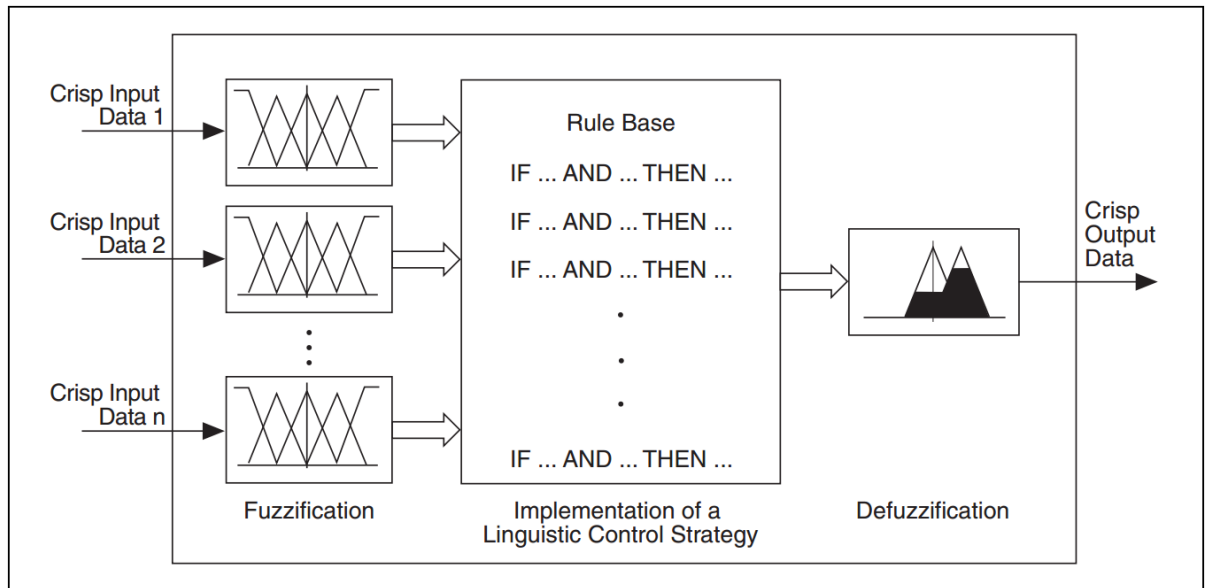 Crisp Input
Data 1
Crisp Input
Data 2
Crisp Input
Data n
Rule Base
IF ... AND ... THEN ...
IF ... AND ... THEN ...
IF ... AND ... THEN ...
IF ... AND ... THEN ...
Crisp
Output
Data
Fuzzification
Implementation of a
Linguistic Control Strategy
Defuzzification